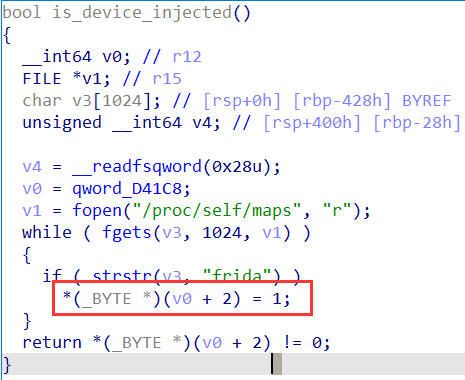 bool is_device_injected()
{
__int64 v0; // r12
FILE *v1; // r15
char v3[1024]; // [rsp+0h] [rbp-428h] BYREF
unsigned __int64 v4; // [rsp+400h] [rbp-28h]
v4 = __readfsqword(0x28u);
v0 = qword_D41C8;
v1 = fopen("/proc/self/maps", "r");
while ( fgets(v3, 1024, v1) )
{
if ( strstr(v3, "frida") )
*(_BYTE *)(v0 + 2) = 1;
}
return *(_BYTE *)(v0 + 2) != 0;
}